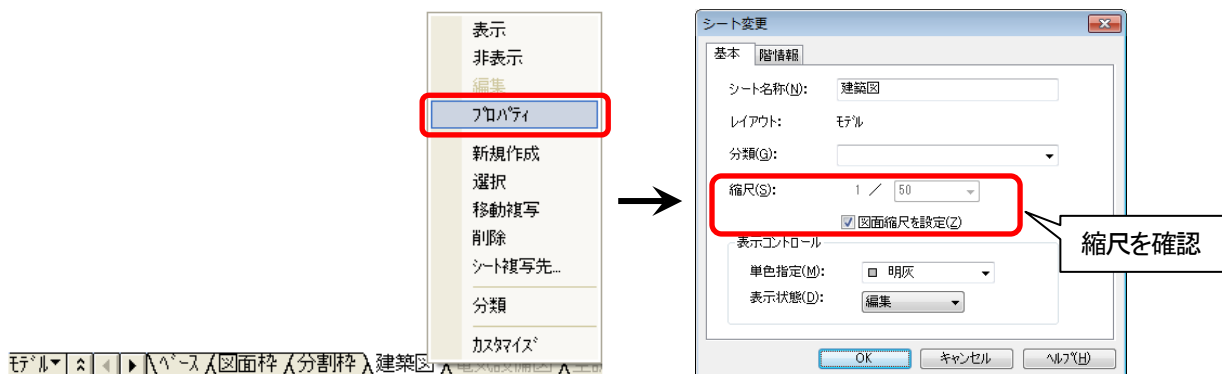 表示
非表示
編集
ﾌﾟﾛﾊﾟﾃｨ
新規作成
選択
移動複写
削除
ｼｰﾄ複写先...
分類
ｶｽﾀﾏｲｽﾞ
ﾓﾃﾞﾙ ﾍﾞｰｽ 図面枠 分割枠 建築図 電気設備図
シート変更
基本 階情報
シート名称(N): 建築図
レイアウト: ﾓﾃﾞﾙ
分類(G):
縮尺(S): 1 ／ 50
図面縮尺を設定(Z)
表示コントロール
単色指定(M): 明灰
表示状態(D): 編集
OK キャンセル ﾍﾙﾌﾟ(H)
縮尺を確認